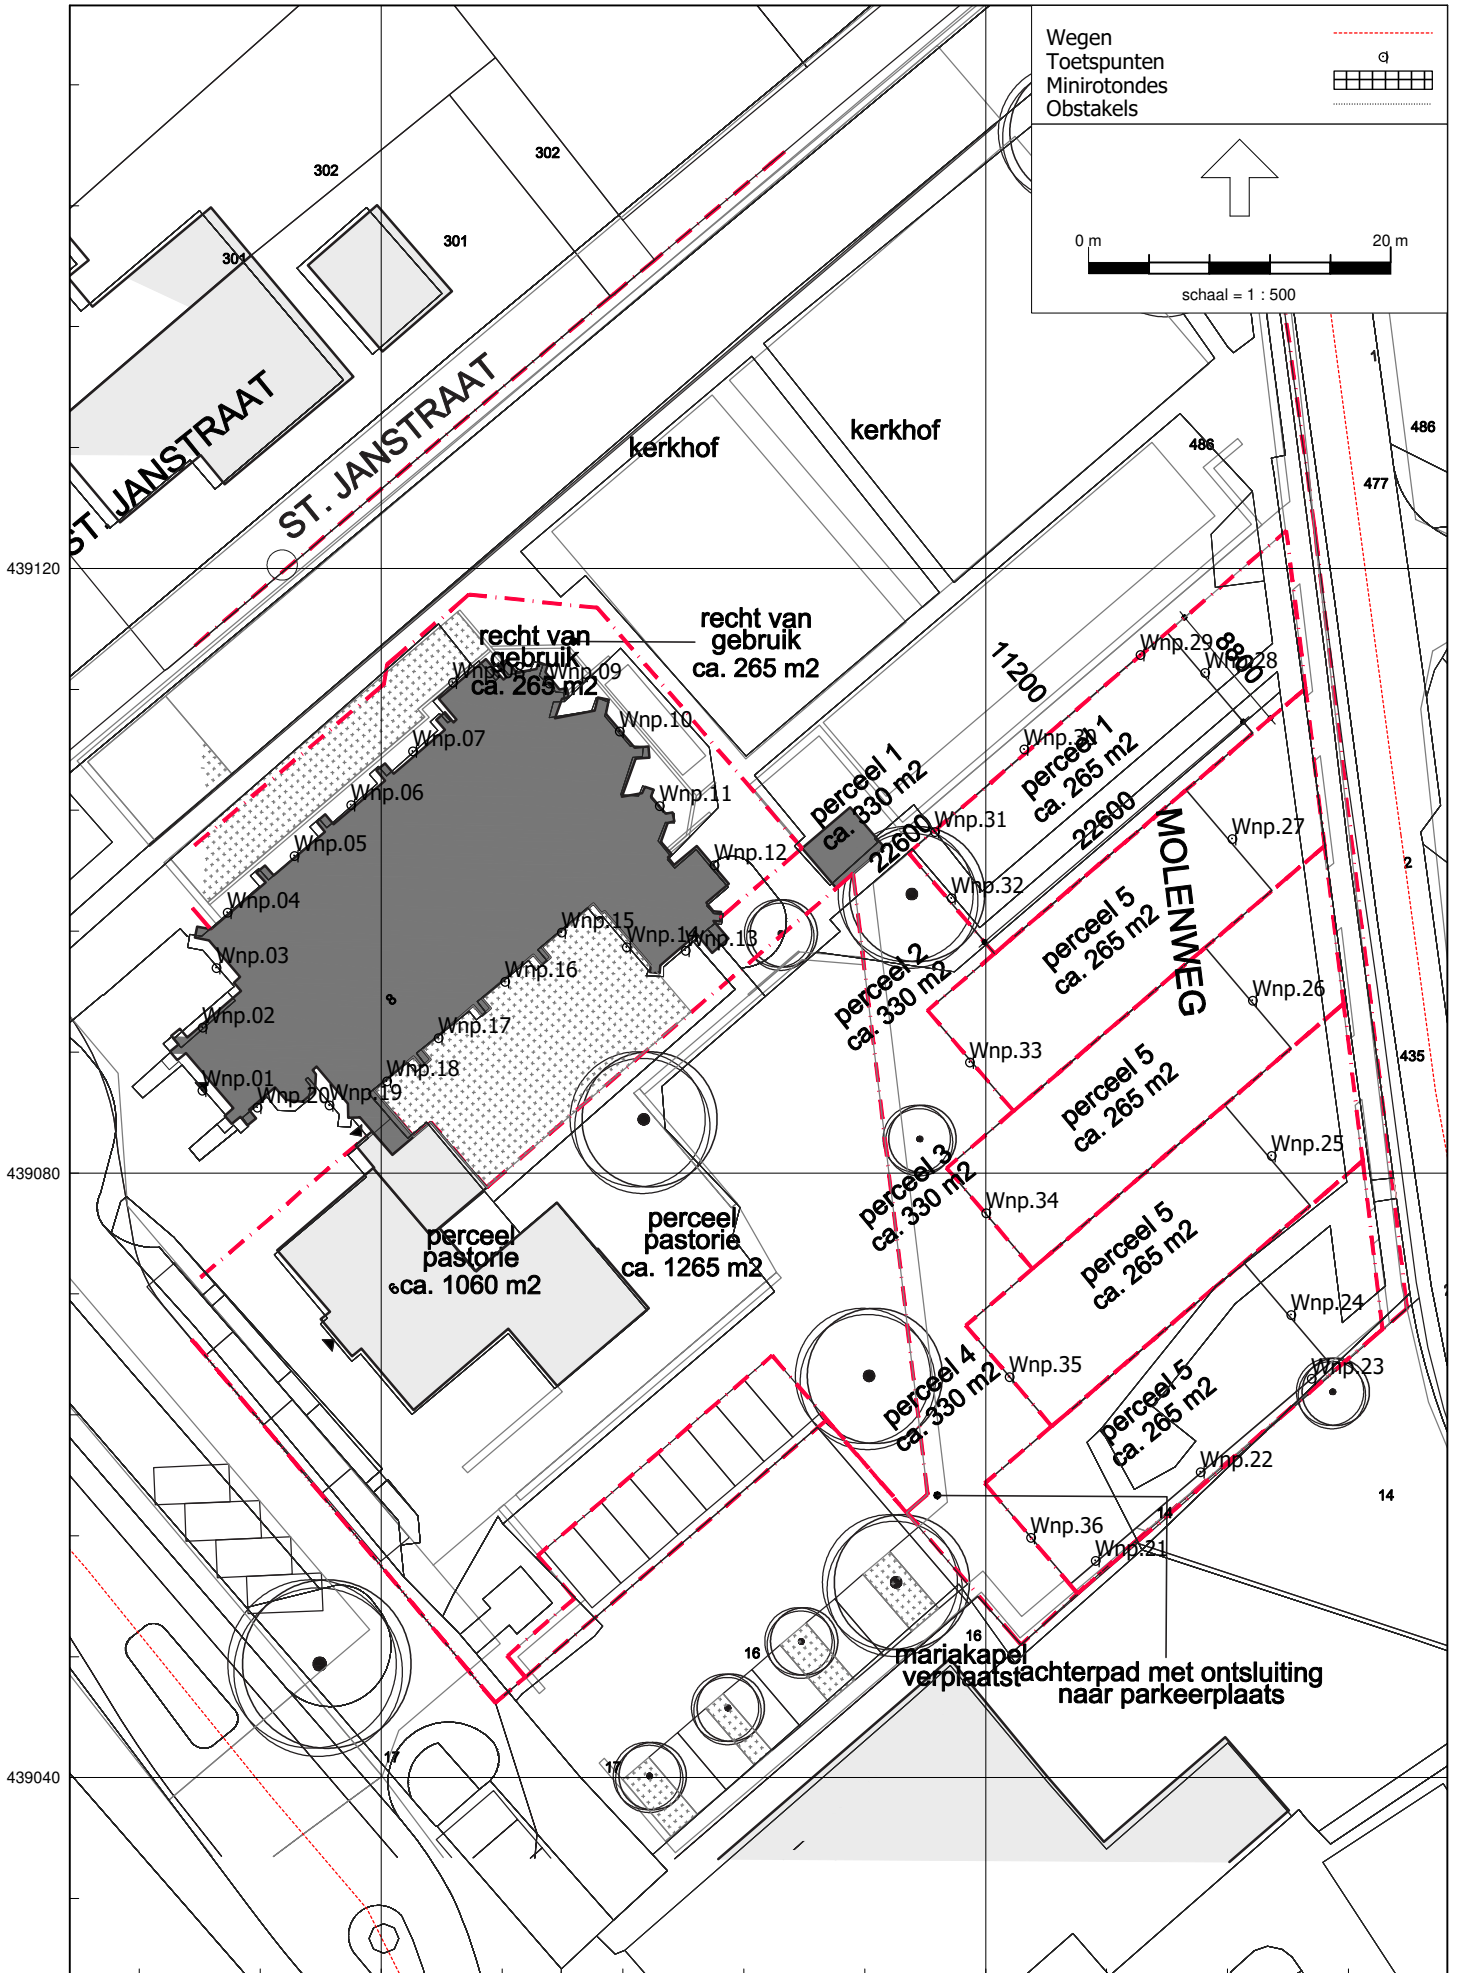 Wegen
Toetspunten
Minirotondes
Obstakels
0 m
20 m
schaal = 1 : 500
302
302
301
301
ST. JANSTRAAT
ST. JANSTRAAT
kerkhof
kerkhof
1
486
486
477
439120
recht van
gebruik
ca. 265 m2
recht van
gebruik
ca. 265 m2
Wnp.09
Wnp.29
Wnp.28
8800
11200
Wnp.10
Wnp.07
Wnp.30
Wnp.06
Wnp.11
perceel 1
ca. 330 m2
perceel 1
ca. 265 m2
22600
22600
Wnp.31
Wnp.27
MOLENWEG
Wnp.05
Wnp.12
2
Wnp.32
Wnp.04
Wnp.15
Wnp.14
Wnp.13
Wnp.03
perceel 5
ca. 265 m2
perceel 2
ca. 330 m2
Wnp.16
8
Wnp.26
Wnp.02
Wnp.17
Wnp.33
435
Wnp.18
Wnp.01
Wnp.20
Wnp.19
perceel 5
ca. 265 m2
Wnp.25
439080
perceel 3
ca. 330 m2
Wnp.34
perceel
pastorie
ca. 1060 m2
6
perceel
pastorie
ca. 1265 m2
perceel 5
ca. 265 m2
Wnp.24
Wnp.35
Wnp.23
perceel 4
ca. 330 m2
perceel 5
ca. 265 m2
Wnp.22
14
14
Wnp.36
Wnp.21
16
16
mariakapel
verplaatst
achterpad met ontsluiting
naar parkeerplaats
17
17
439040